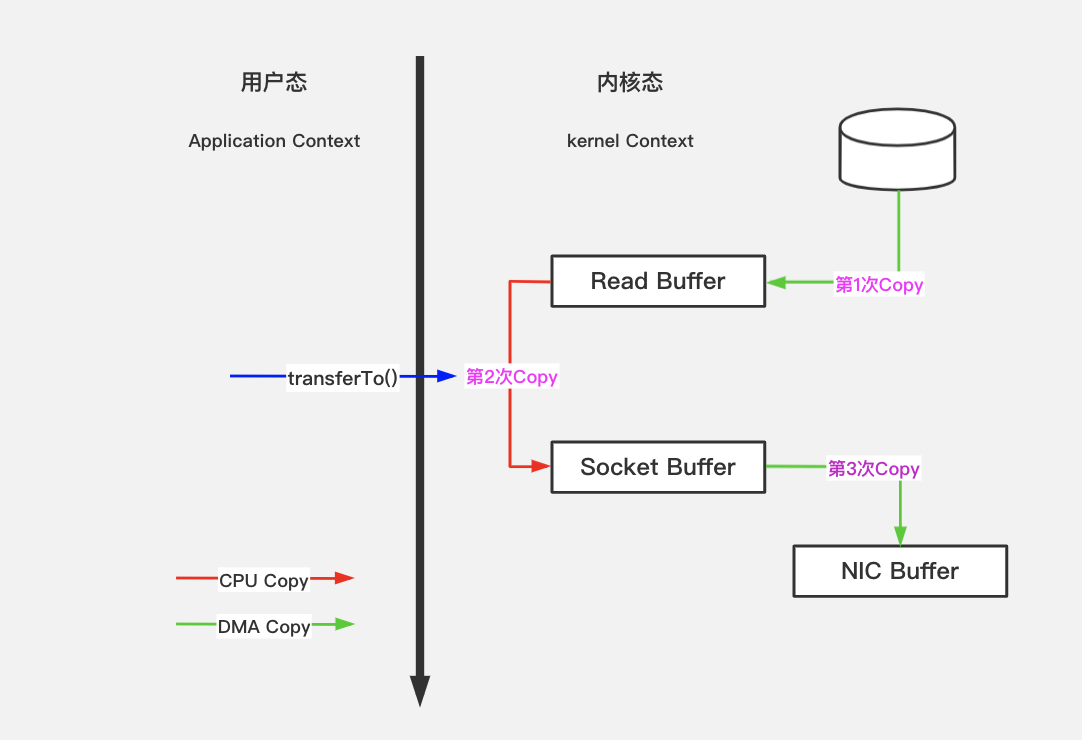 用户态
内核态
Application Context
kernel Context
Read Buffer
第1次Copy
transferTo()
第2次Copy
Socket Buffer
第3次Copy
NIC Buffer
CPU Copy
DMA Copy